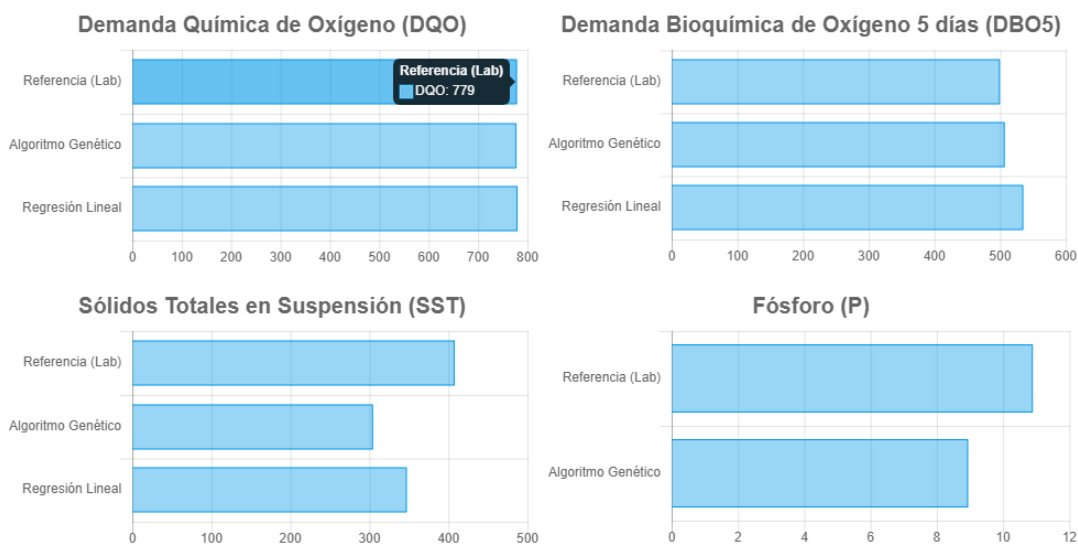 Demanda Química de Oxígeno (DQO)
Referencia (Lab)
Referencia (Lab)
DQO: 779
Algoritmo Genético
Regresión Lineal
0 100 200 300 400 500 600 700 800
Demanda Bioquímica de Oxígeno 5 días (DBO5)
Referencia (Lab)
Algoritmo Genético
Regresión Lineal
0 100 200 300 400 500 600
Sólidos Totales en Suspensión (SST)
Referencia (Lab)
Algoritmo Genético
Regresión Lineal
0 100 200 300 400 500
Fósforo (P)
Referencia (Lab)
Algoritmo Genético
0 2 4 6 8 10 12